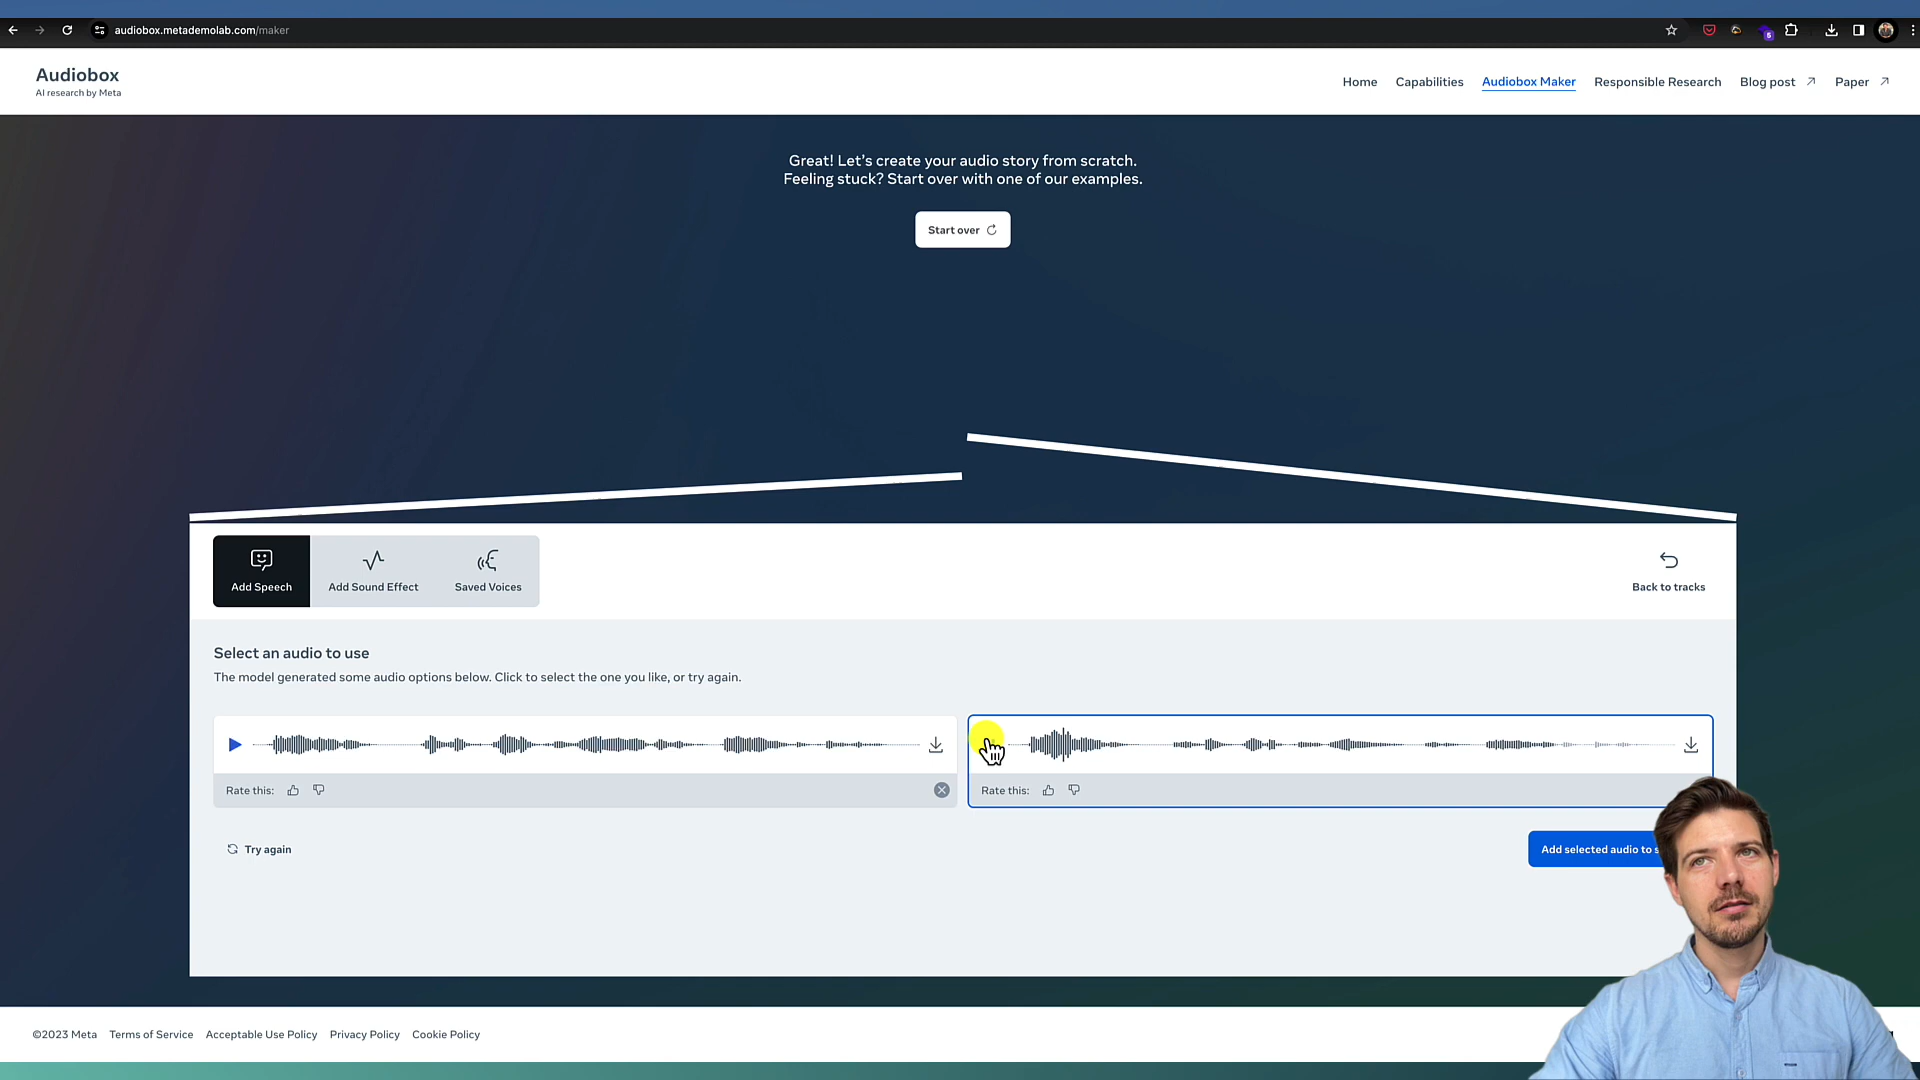 audiobox.metademolab.com/maker
5
Audiobox
AI research by Meta
Home
Capabilities
Audiobox Maker
Responsible Research
Blog post
Paper
Great! Let's create your audio story from scratch.
Feeling stuck? Start over with one of our examples.
Start over
Add Speech
Add Sound Effect
Saved Voices
Back to tracks
Select an audio to use
The model generated some audio options below. Click to select the one you like, or try again.
Rate this:
Rate this:
Try again
Add selected audio to s
©2023 Meta
Terms of Service
Acceptable Use Policy
Privacy Policy
Cookie Policy